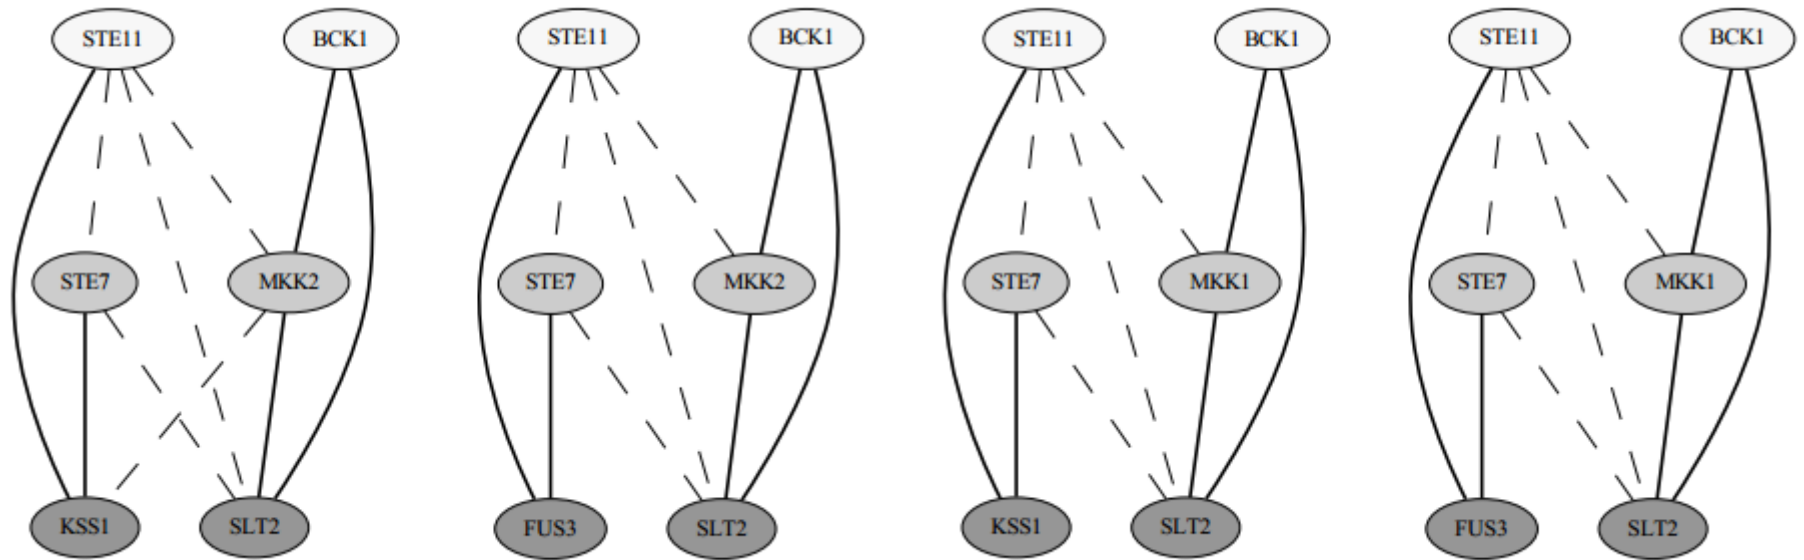 STE11 BCK1 STE11 BCK1 STE11 BCK1 STE11 BCK1
STE7 MKK2 STE7 MKK2 STE7 MKK1 STE7 MKK1
KSS1 SLT2 FUS3 SLT2 KSS1 SLT2 FUS3 SLT2